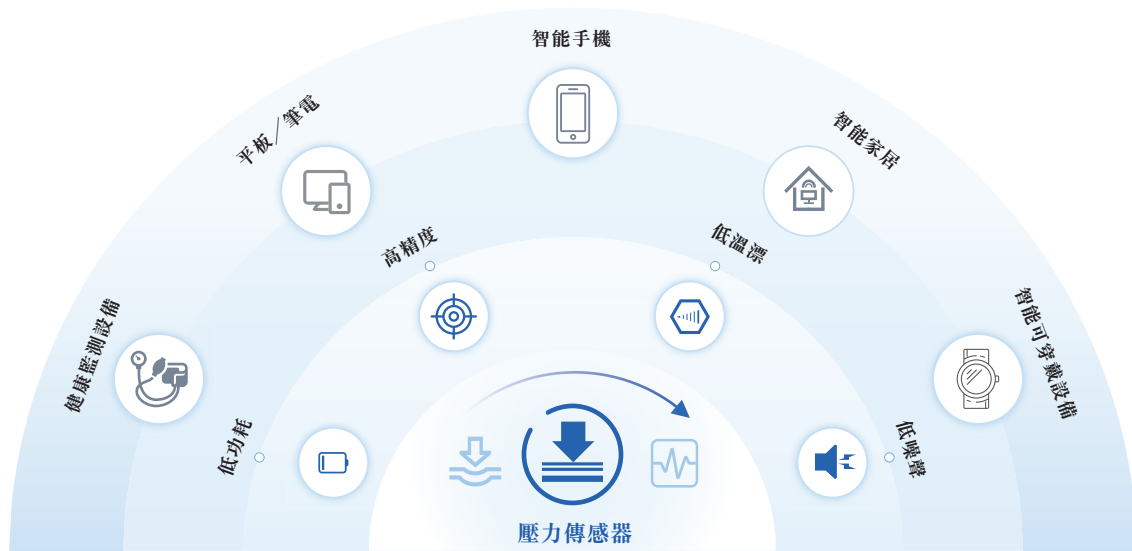 智能手機
平板／筆電
智能家居
高精度
低溫漂
健康監測設備
智能可穿戴設備
低功耗
低噪聲
壓力傳感器